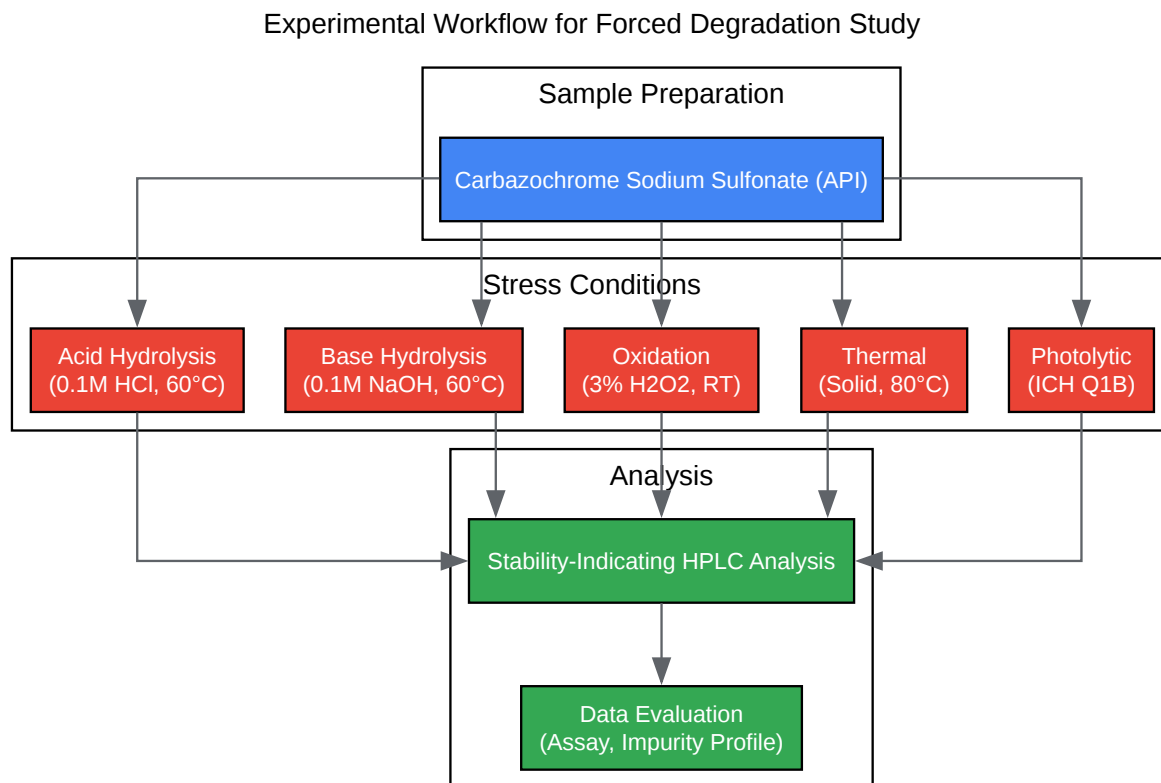 Experimental Workflow for Forced Degradation Study
Sample Preparation
Carbazochrome Sodium Sulfonate (API)
Stress Conditions
Acid Hydrolysis
(0.1M HCl, 60°C)
Base Hydrolysis
(0.1M NaOH, 60°C)
Oxidation
(3% H2O2, RT)
Thermal
(Solid, 80°C)
Photolytic
(ICH Q1B)
Analysis
Stability-Indicating HPLC Analysis
Data Evaluation
(Assay, Impurity Profile)